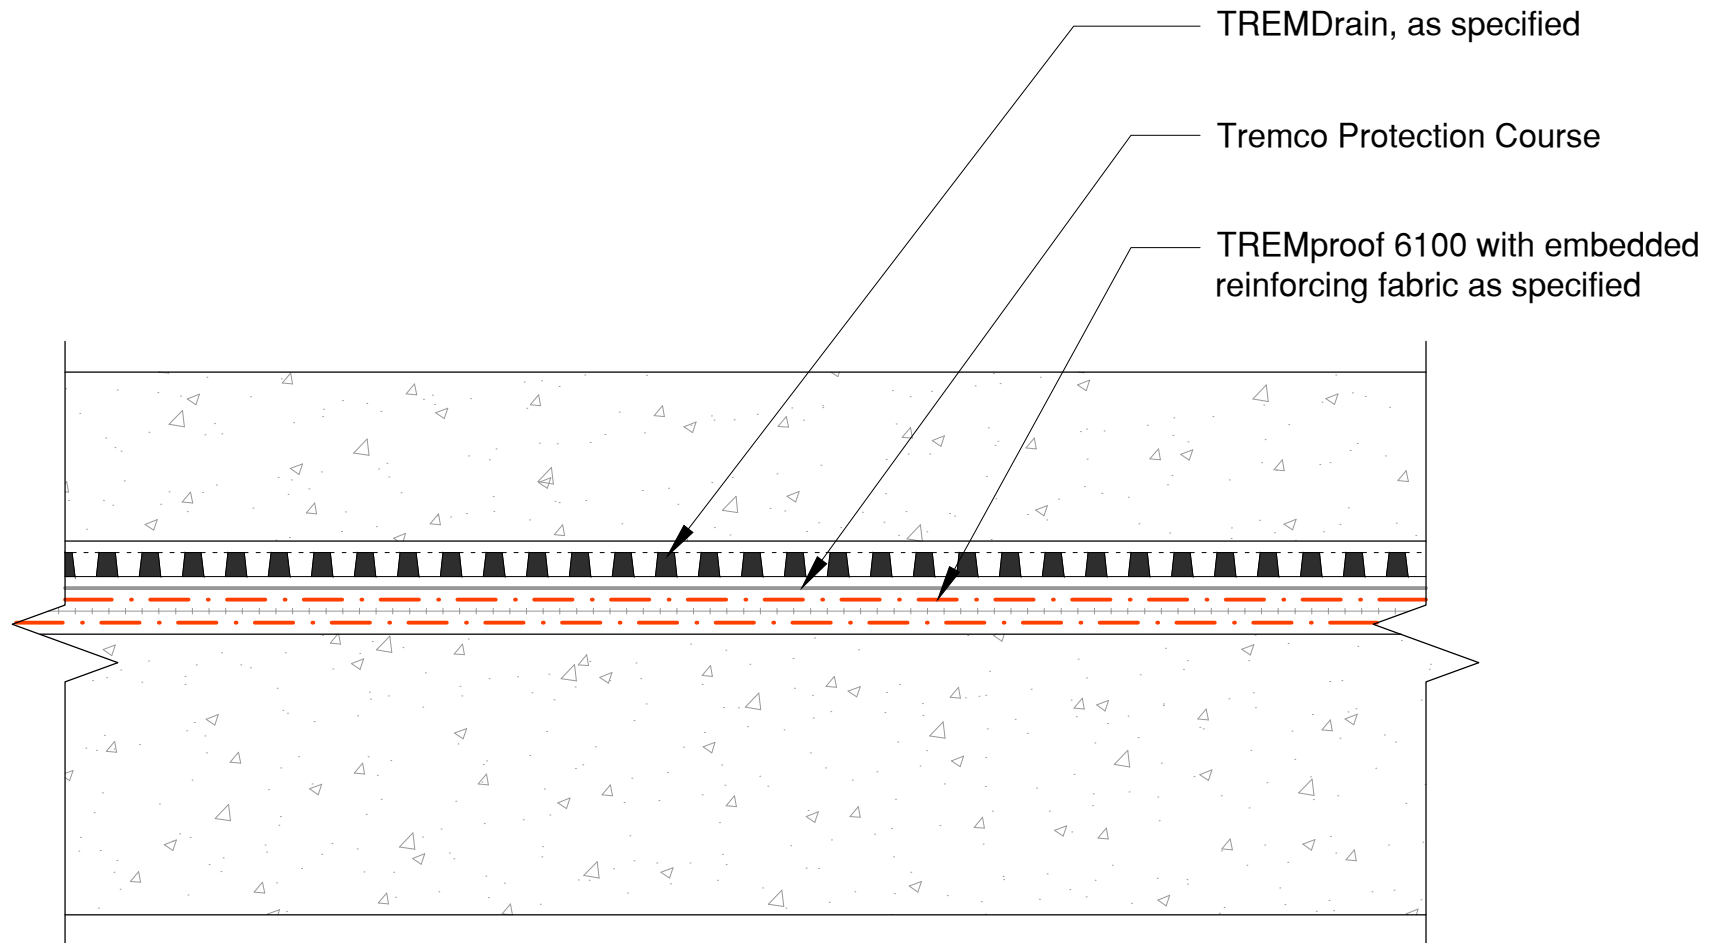 TREMDrain, as specified
Tremco Protection Course
TREMproof 6100 with embedded
reinforcing fabric as specified